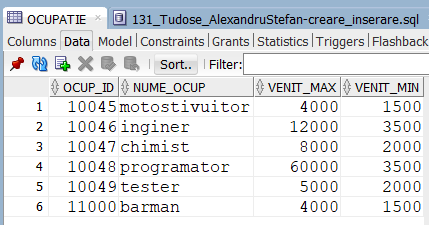 OCUPATIE 131_Tudose_AlexandruStefan-creare_inserare.sql
Columns Data Model Constraints Grants Statistics Triggers Flashback
Sort.. Filter:
OCUP_ID NUME_OCUP VENIT_MAX VENIT_MIN
1 10045 motostivuitor 4000 1500
2 10046 inginer 12000 3500
3 10047 chimist 8000 2000
4 10048 programator 60000 3500
5 10049 tester 5000 2000
6 11000 barman 4000 1500